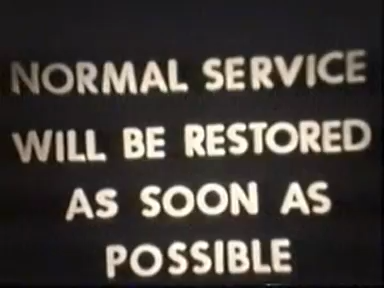 NORMAL SERVICE
WILL BE RESTORED
AS SOON AS
POSSIBLE